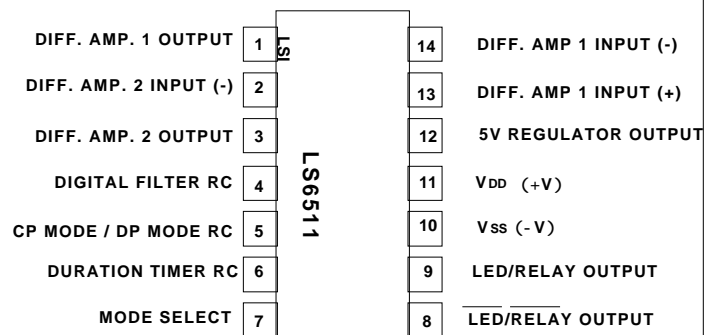 DIFF. AMP. 1 OUTPUT 1 LSI 14 DIFF. AMP 1 INPUT (-)
DIFF. AMP. 2 INPUT (-) 2 13 DIFF. AMP 1 INPUT (+)
DIFF. AMP. 2 OUTPUT 3 12 5V REGULATOR OUTPUT
LS6511
DIGITAL FILTER RC 4 11 VDD (+V)
CP MODE / DP MODE RC 5 10 VSS (-V)
DURATION TIMER RC 6 9 LED/RELAY OUTPUT
MODE SELECT 7 8 LED/RELAY OUTPUT